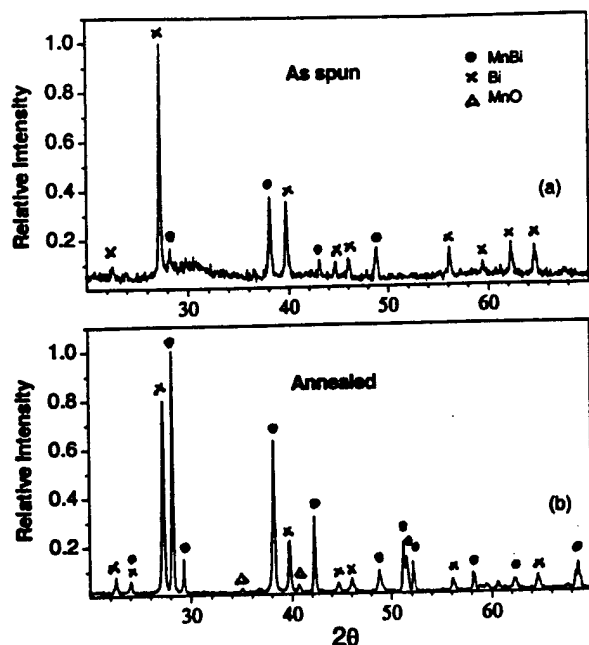 1.0
0.8
0.6
0.4
0.2
Relative Intensity
As spun
● MnBi
× Bi
△ MnO
(a)
30 40 50 60
1.0
0.8
0.6
0.4
0.2
Relative Intensity
Annealed
(b)
30 40 50 60
2θ